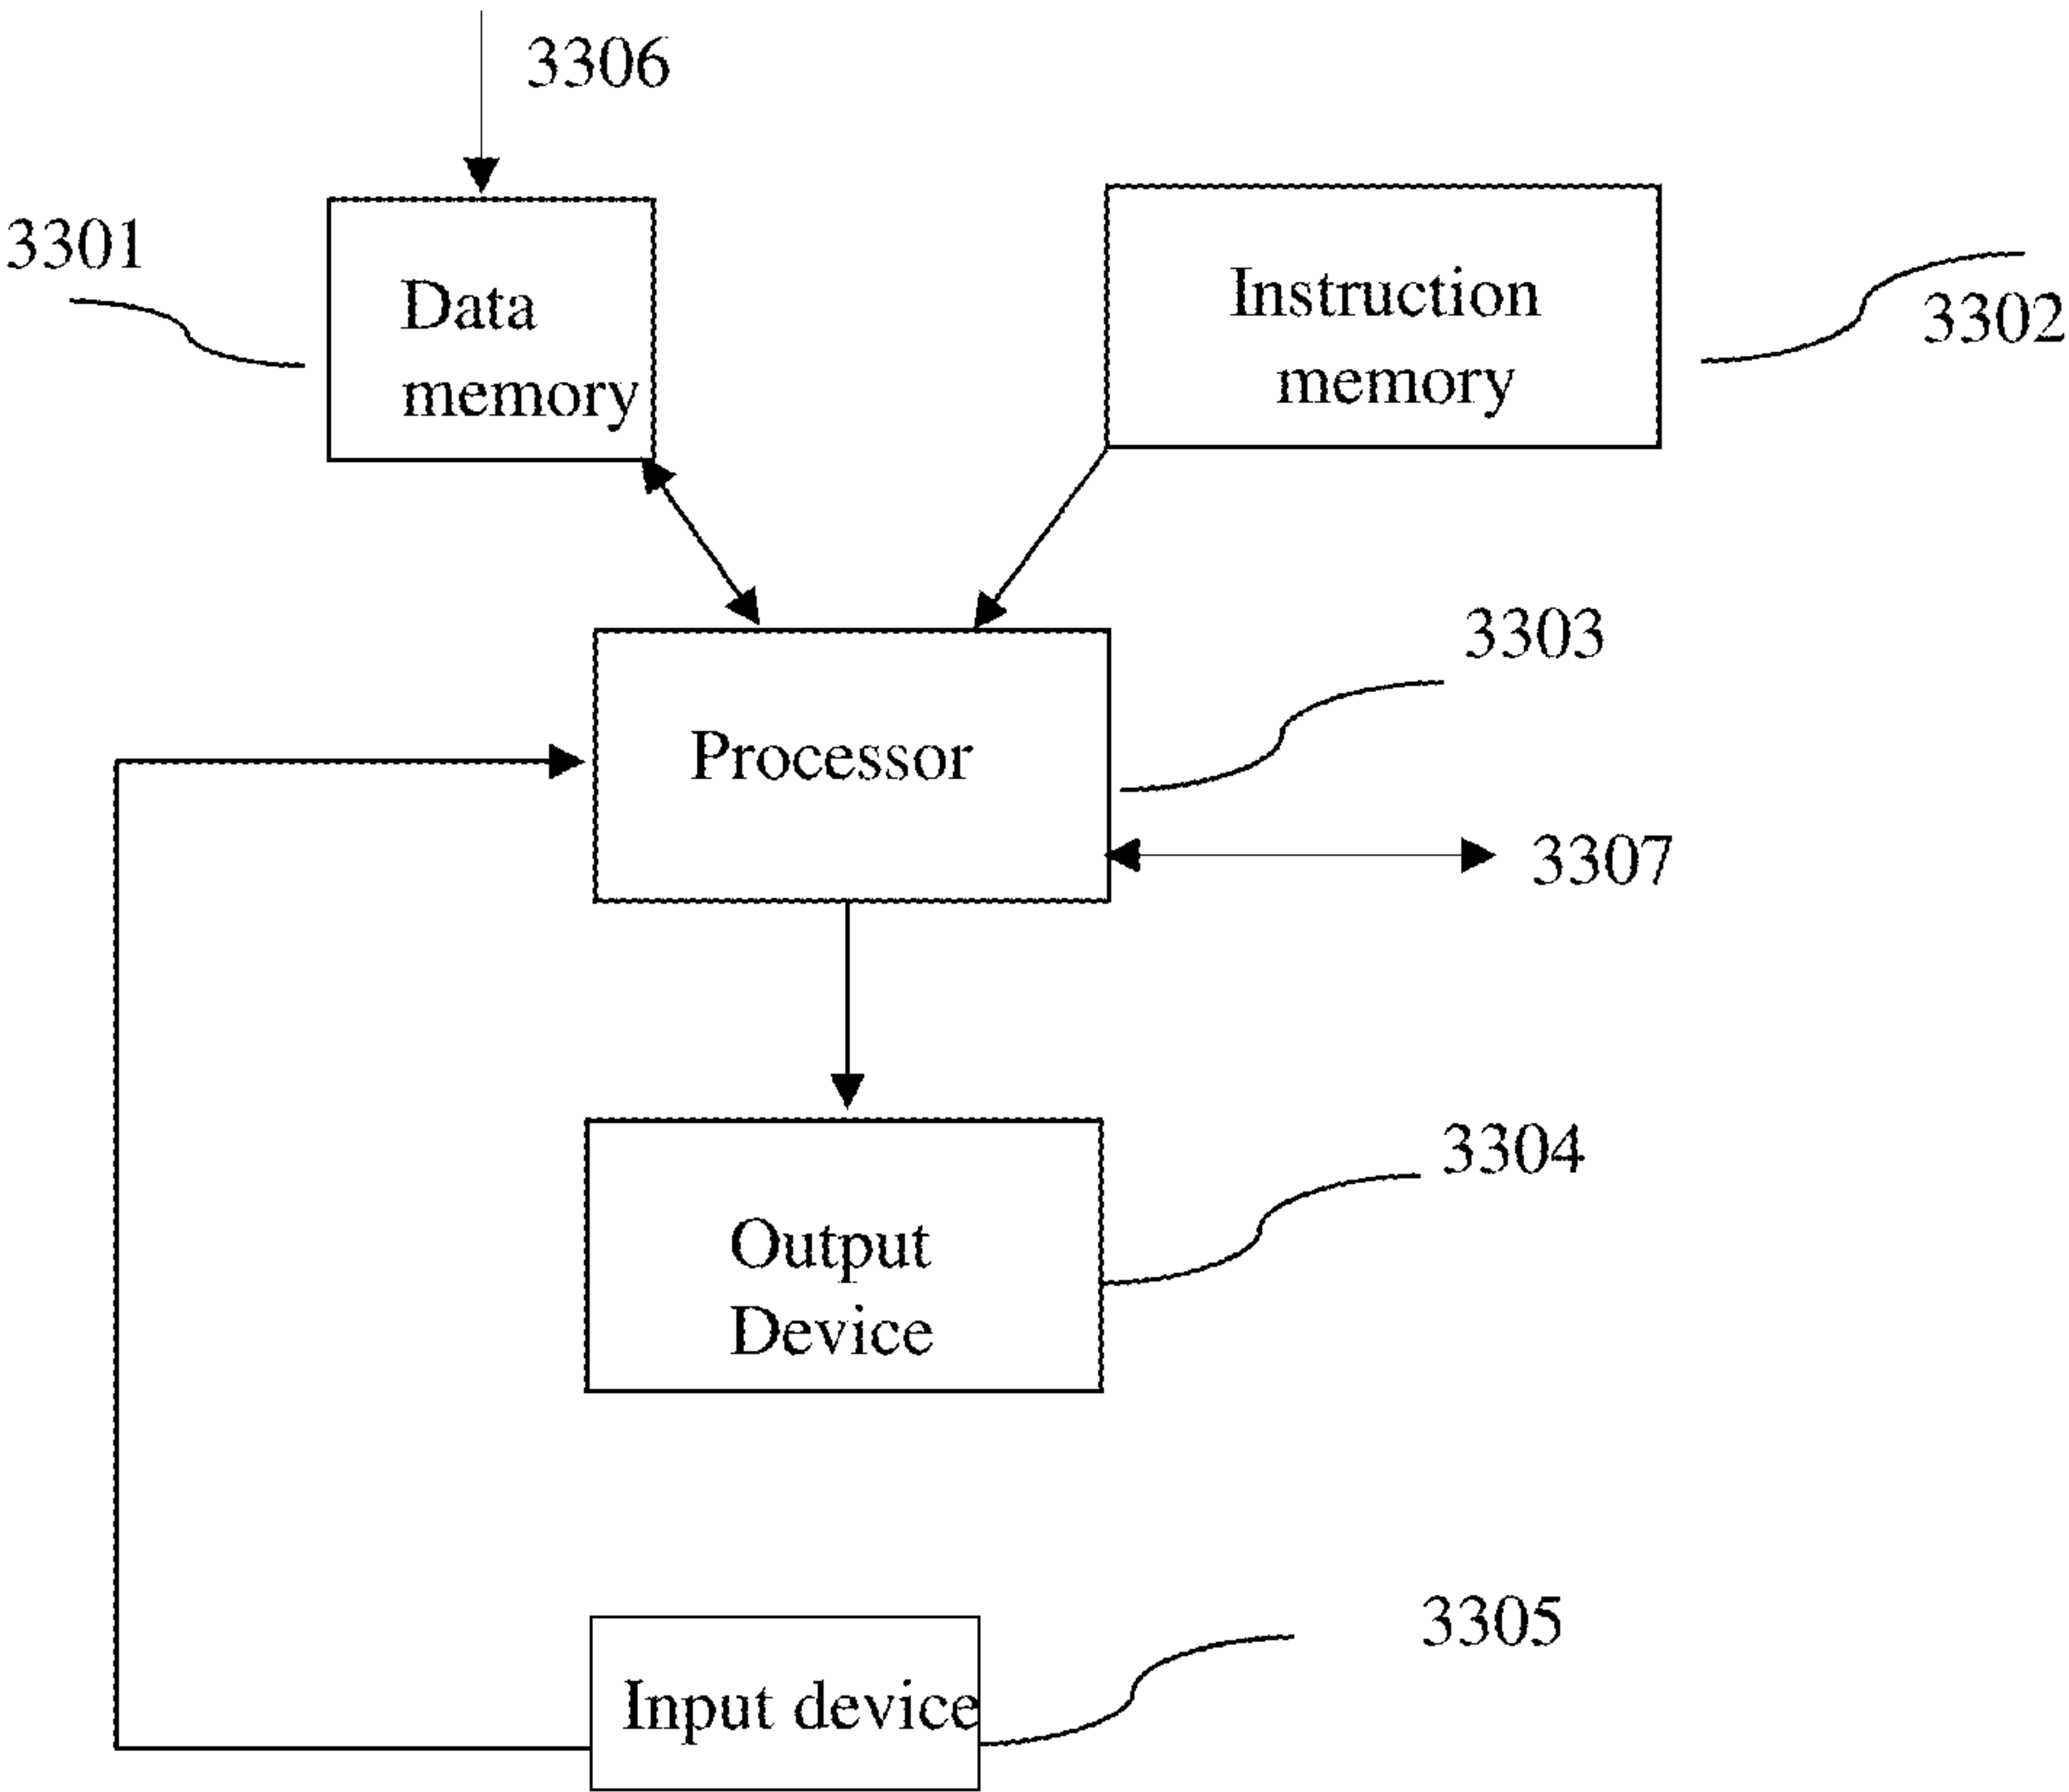 3306
3301
Data
memory
Instruction
memory
3302
3303
Processor
3307
3304
Output
Device
3305
Input device